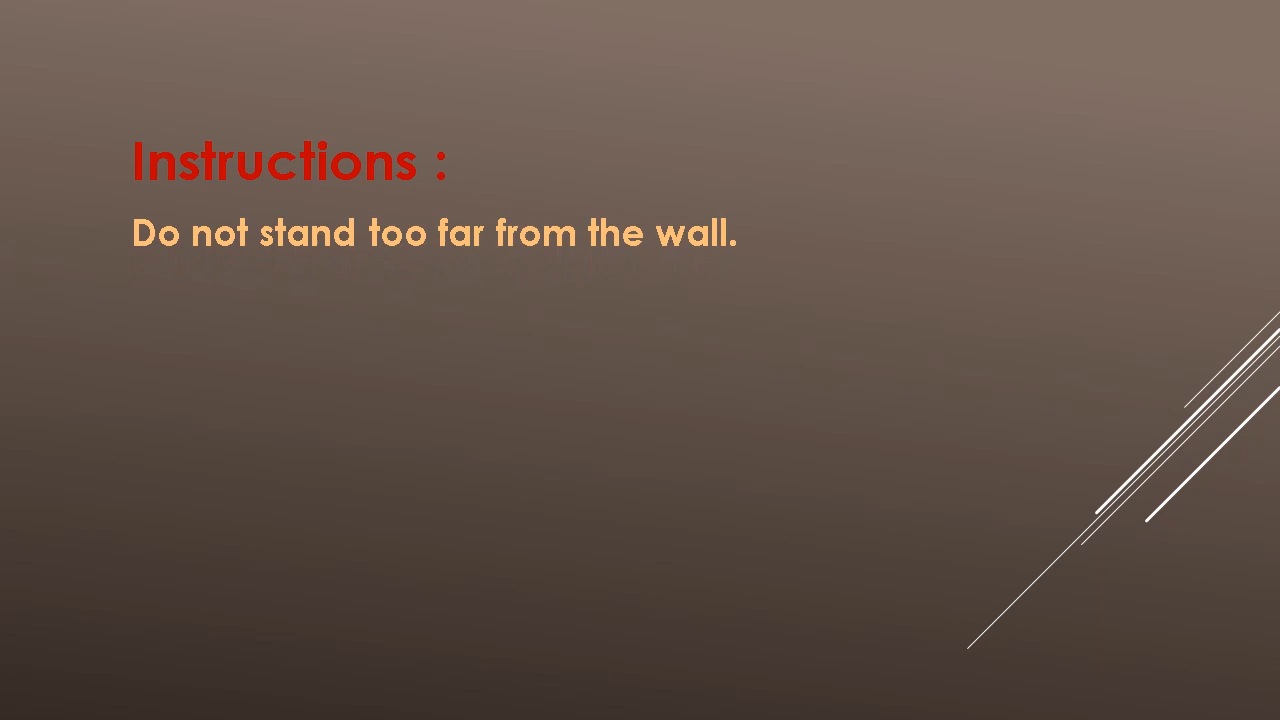 Instructions :
Do not stand too far from the wall.